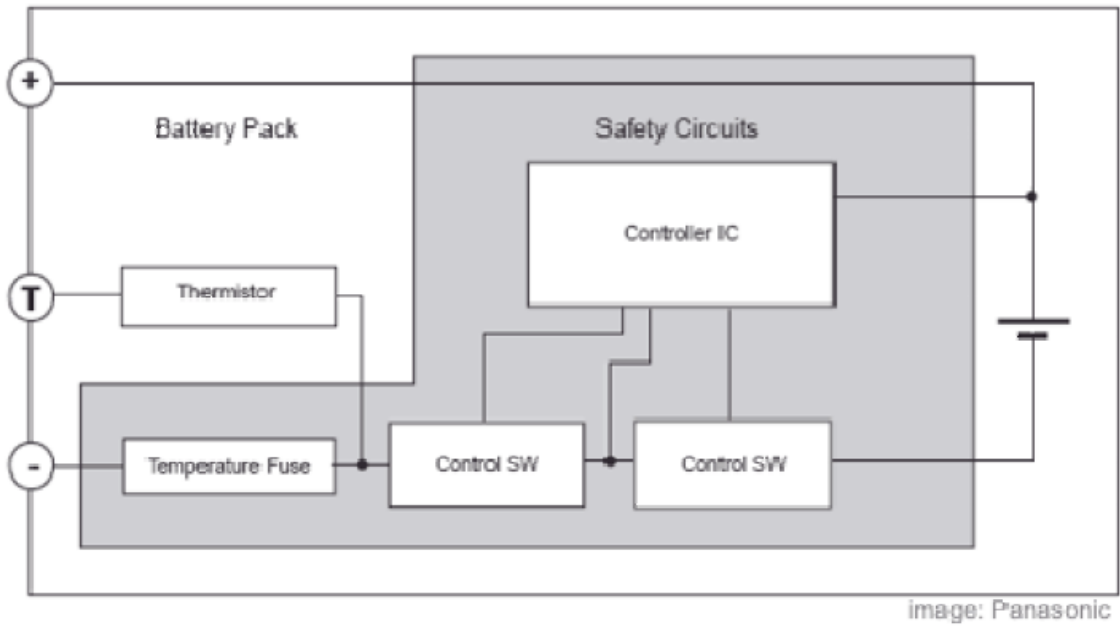 +
Battery Pack
Safety Circuits
Controller IC
T
Thermistor
-
Temperature Fuse
Control SW
Control SW
image: Panasonic